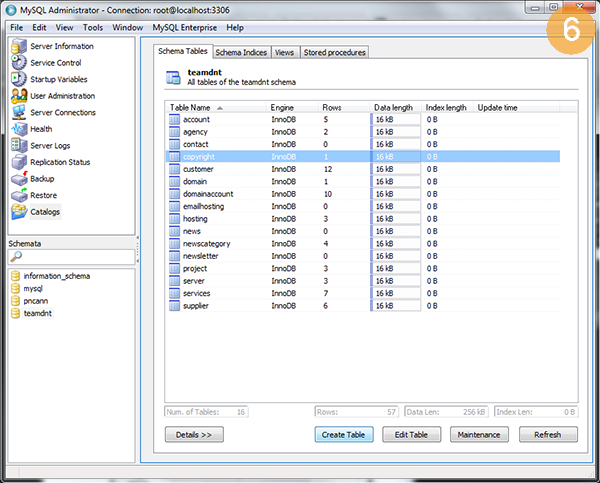 MySQL Administrator - Connection: root@localhost:3306
6
File Edit View Tools Window MySQL Enterprise Help
Server Information
Service Control
Startup Variables
User Administration
Server Connections
Health
Server Logs
Replication Status
Backup
Restore
Catalogs
Schemata
information_schema
mysql
pncann
teamdnt
Schema Tables Schema Indices Views Stored procedures
teamdnt
All tables of the teamdnt schema
Table Name Engine Rows Data length Index length Update time
account InnoDB 5 16 kB 0 B
agency InnoDB 2 16 kB 0 B
contact InnoDB 0 16 kB 0 B
copyright InnoDB 1 16 kB 0 B
customer InnoDB 12 16 kB 0 B
domain InnoDB 1 16 kB 0 B
domainaccount InnoDB 10 16 kB 0 B
emailhosting InnoDB 0 16 kB 0 B
hosting InnoDB 3 16 kB 0 B
news InnoDB 0 16 kB 0 B
newscategory InnoDB 4 16 kB 0 B
newsletter InnoDB 0 16 kB 0 B
project InnoDB 3 16 kB 0 B
server InnoDB 3 16 kB 0 B
services InnoDB 7 16 kB 0 B
supplier InnoDB 6 16 kB 0 B
Num. of Tables: 16 Rows: 57 Data Len: 256 kB Index Len: 0 B
Details >> Create Table Edit Table Maintenance Refresh